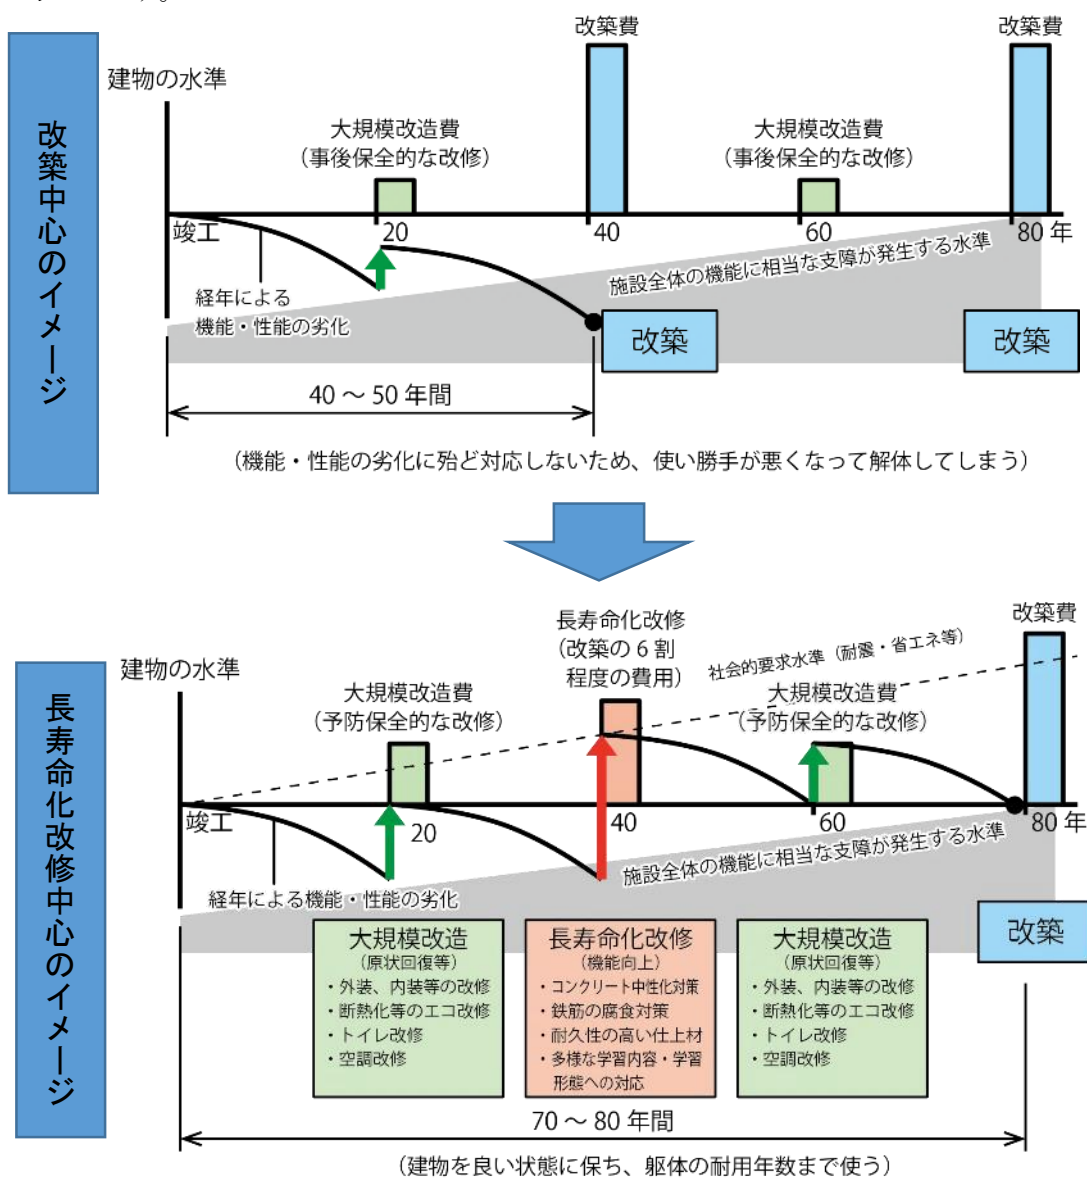 改築中心のイメージ
改築費
改築費
建物の水準
大規模改造費
（事後保全的な改修）
大規模改造費
（事後保全的な改修）
竣工
20
40
60
80 年
経年による
機能・性能の劣化
施設全体の機能に相当な支障が発生する水準
改築
改築
40 ～ 50 年間
（機能・性能の劣化に殆ど対応しないため、使い勝手が悪くなって解体してしまう）
長寿命化改修中心のイメージ
建物の水準
長寿命化改修
（改築の 6 割
程度の費用）
改築費
社会的要求水準（耐震・省エネ等）
大規模改造費
（予防保全的な改修）
大規模改造費
（予防保全的な改修）
竣工
20
40
60
80 年
経年による機能・性能の劣化
施設全体の機能に相当な支障が発生する水準
大規模改造
（原状回復等）
・外装、内装等の改修
・断熱化等のエコ改修
・トイレ改修
・空調改修
長寿命化改修
（機能向上）
・コンクリート中性化対策
・鉄筋の腐食対策
・耐久性の高い仕上材
・多様な学習内容・学習
形態への対応
大規模改造
（原状回復等）
・外装、内装等の改修
・断熱化等のエコ改修
・トイレ改修
・空調改修
改築
70 ～ 80 年間
（建物を良い状態に保ち、躯体の耐用年数まで使う）